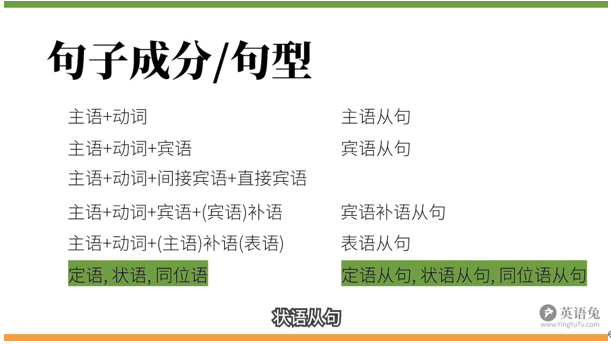 句子成分/句型
主语+动词 主语从句
主语+动词+宾语 宾语从句
主语+动词+间接宾语+直接宾语
主语+动词+宾语+(宾语)补语 宾语补语从句
主语+动词+(主语)补语(表语) 表语从句
定语, 状语, 同位语 定语从句, 状语从句, 同位语从句
状语从句
英语兔
www.YingYuTu.com